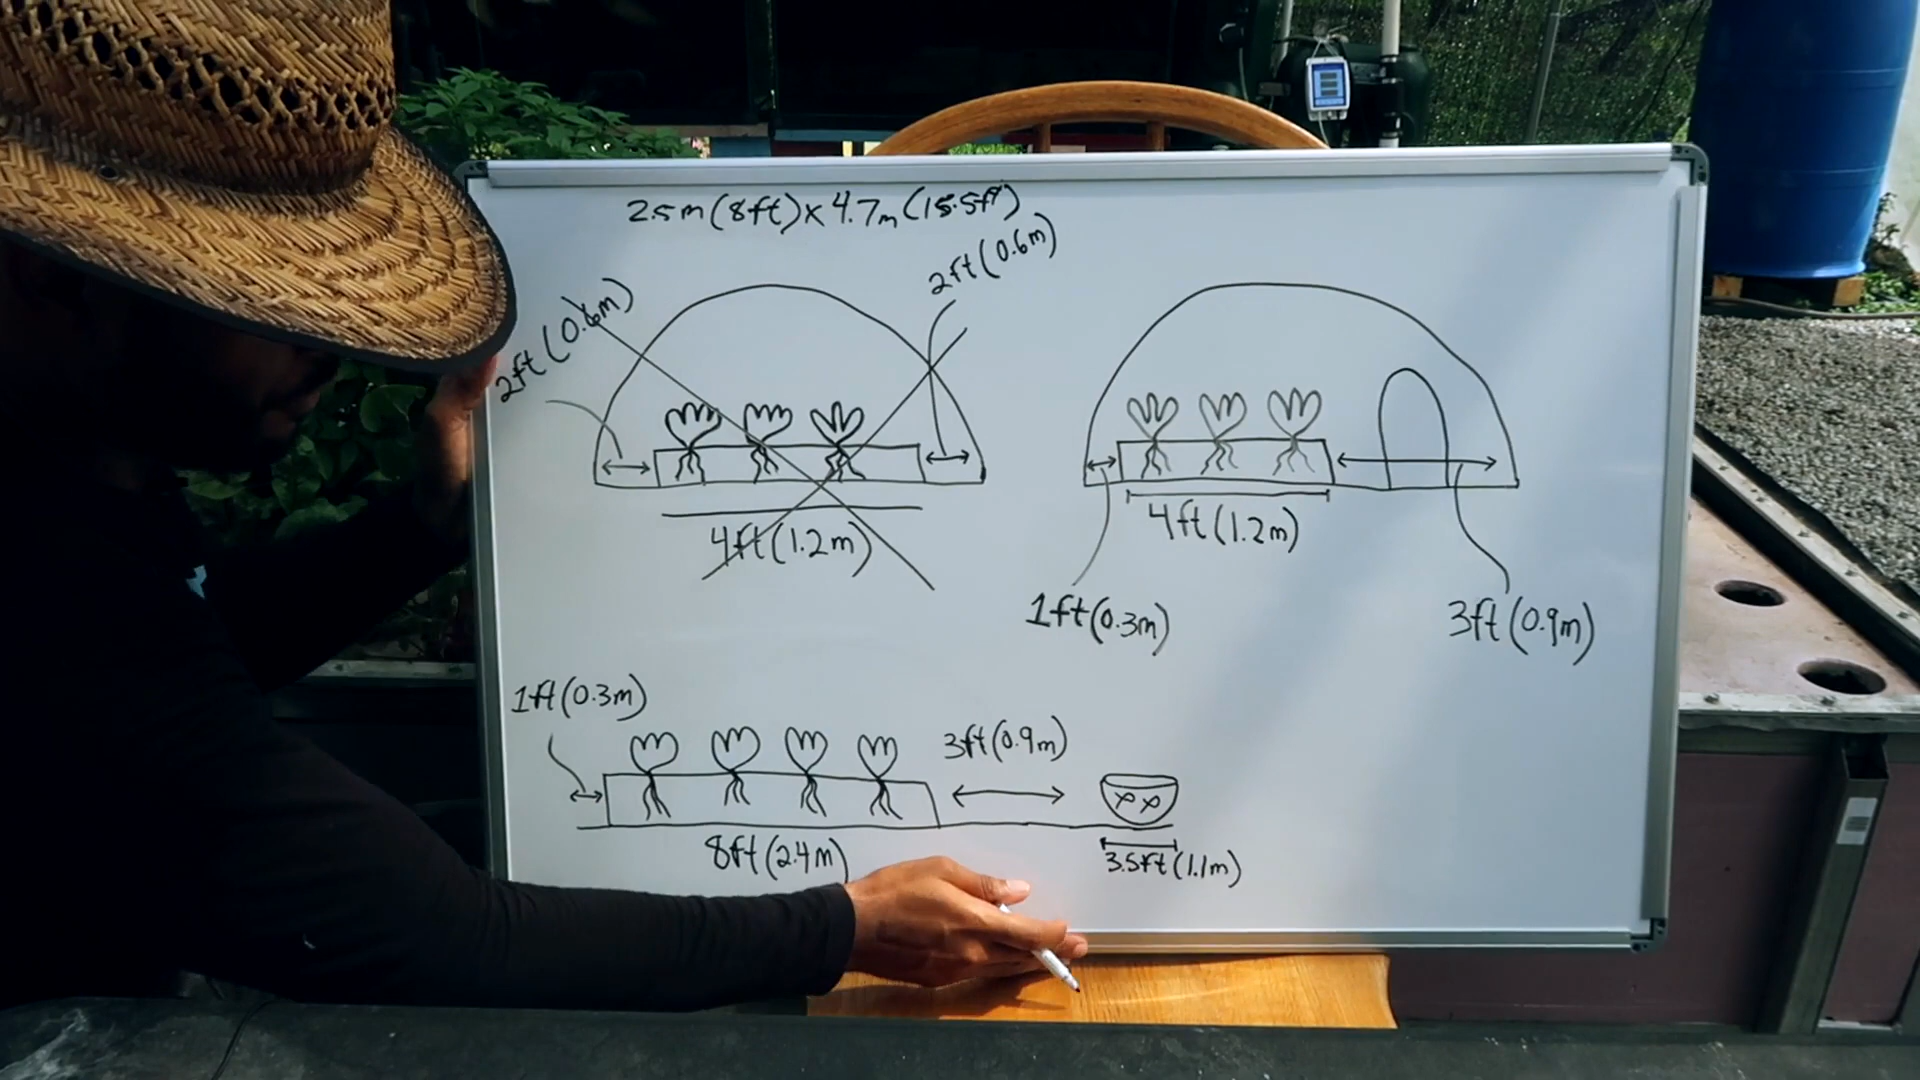 2.5m(8ft)x4.7m(15.5ft)
2ft(0.6m)
2ft(0.6m)
4ft(1.2m)
4ft(1.2m)
1ft(0.3m)
3ft(0.9m)
1ft(0.3m)
3ft(0.9m)
8ft(2.4m)
3.5ft(1.1m)